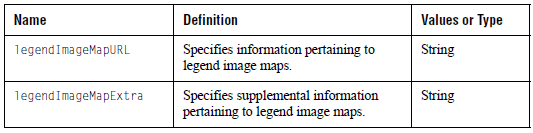 Name Definition Values or Type
legendImageMapURL Specifies information pertaining to String
legend image maps.
legendImageMapExtra Specifies supplemental information String
pertaining to legend image maps.